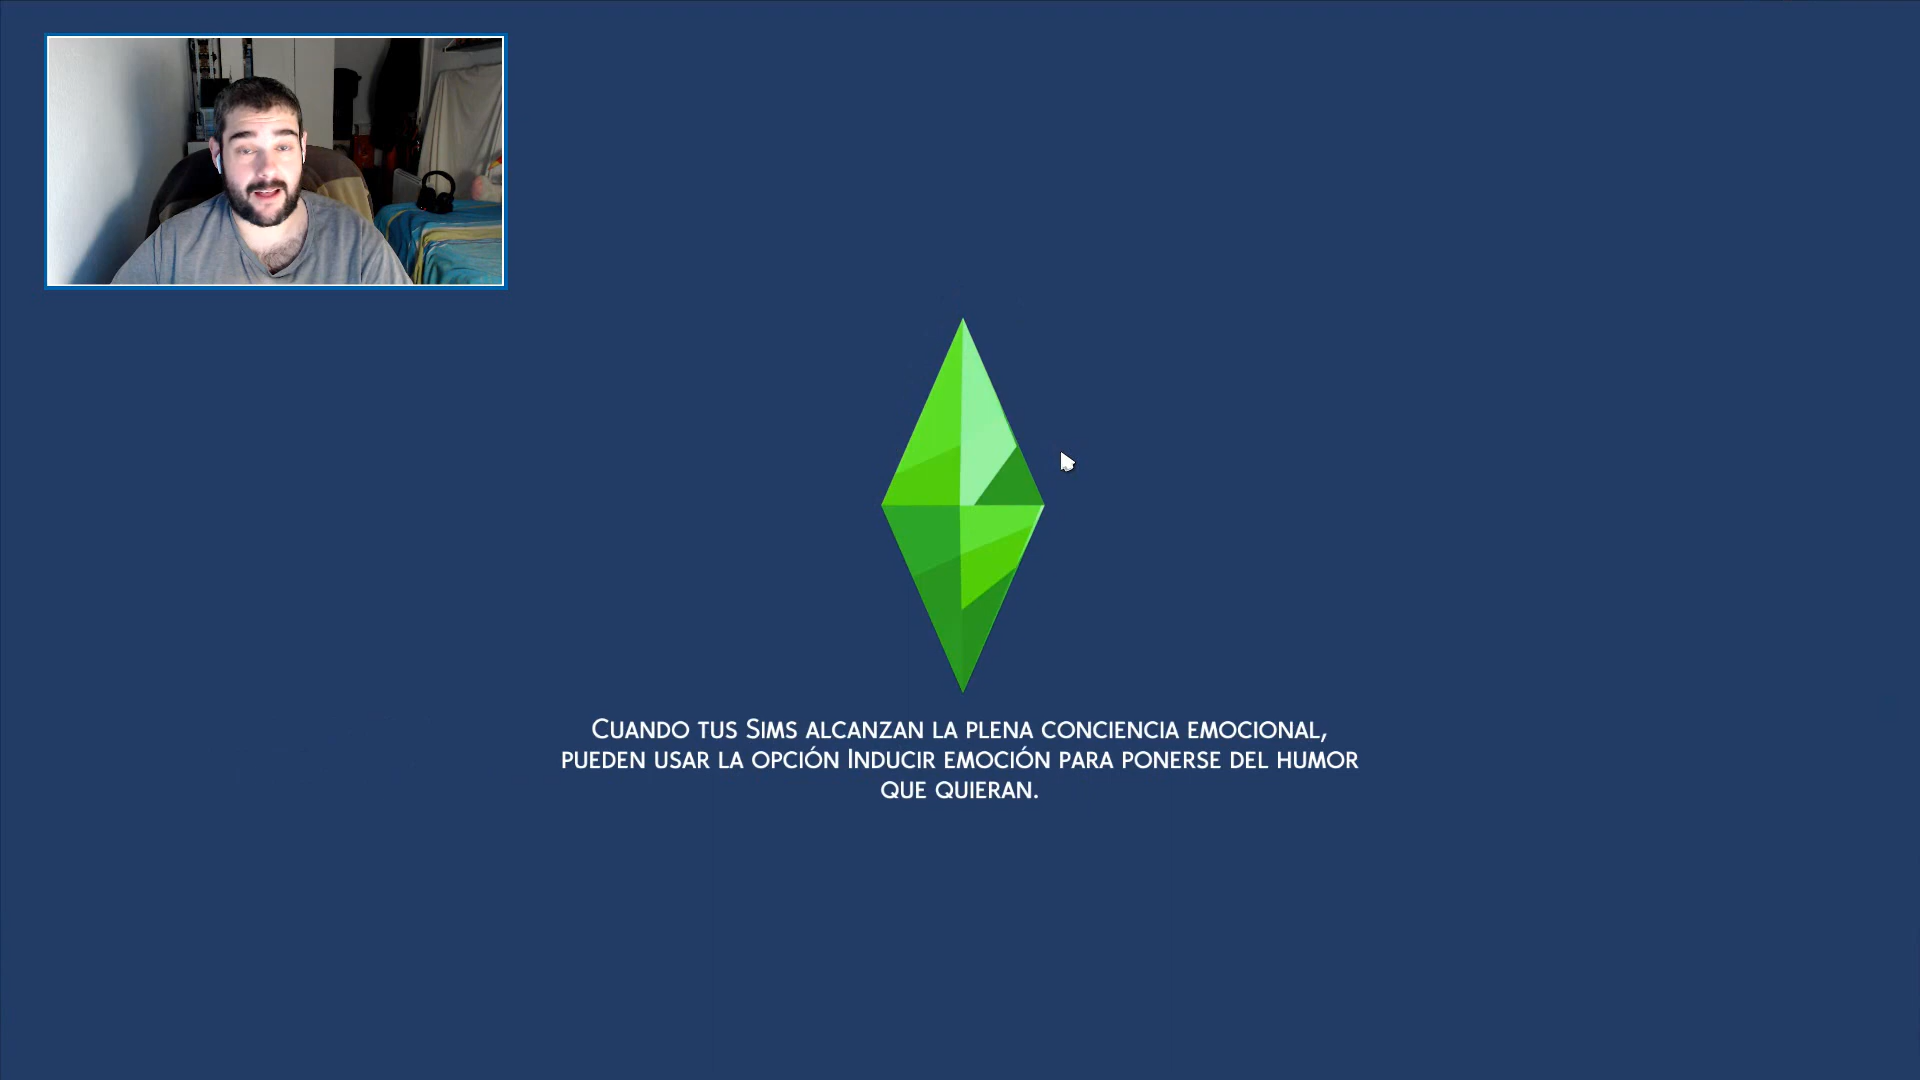 Cuando tus Sims alcanzan la plena conciencia emocional,
pueden usar la opción Inducir emoción para ponerse del humor
que quieran.